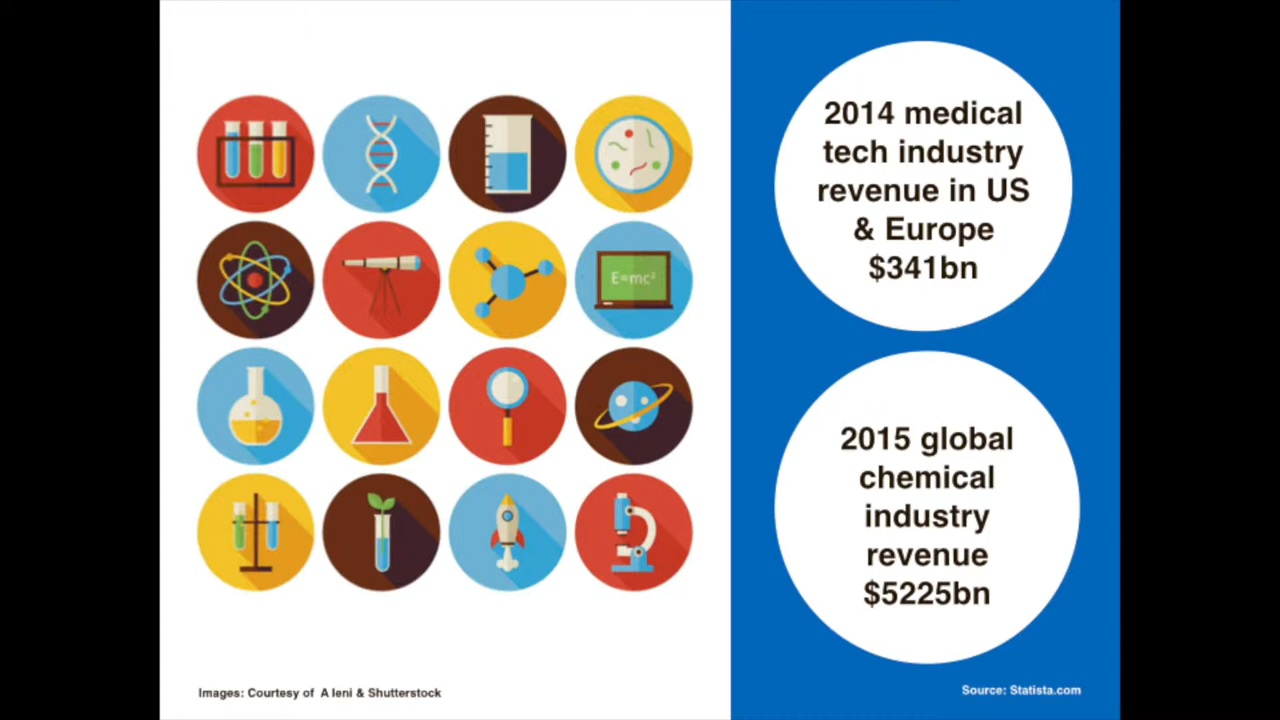 E=mc²
2014 medical
tech industry
revenue in US
& Europe
$341bn
2015 global
chemical
industry
revenue
$5225bn
Images: Courtesy of A leni & Shutterstock
Source: Statista.com